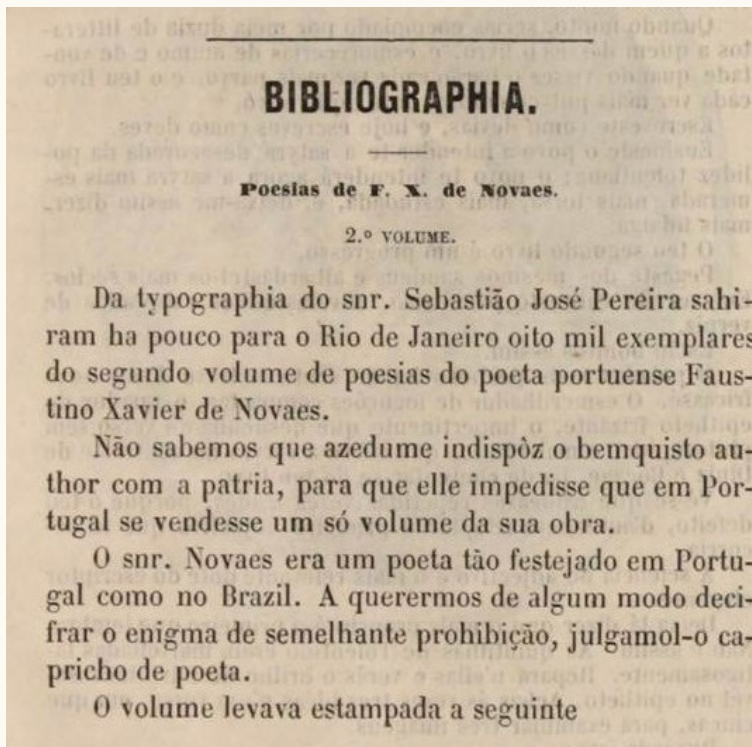 BIBLIOGRAPHIA.
Poesias de F. X. de Novaes.
2.º VOLUME.
Da typographia do snr. Sebastião José Pereira sahi-
ram ha pouco para o Rio de Janeiro oito mil exemplares
do segundo volume de poesias do poeta portuense Faus-
tino Xavier de Novaes.
Não sabemos que azedume indispòz o bemquisto au-
thor com a patria, para que elle impedisse que em Por-
tugal se vendesse um só volume da sua obra.
O snr. Novaes era um poeta tão festejado em Portu-
gal como no Brazil. A querermos de algum modo deci-
frar o enigma de semelhante prohibição, julgamol-o ca-
pricho de poeta.
O volume levava estampada a seguinte